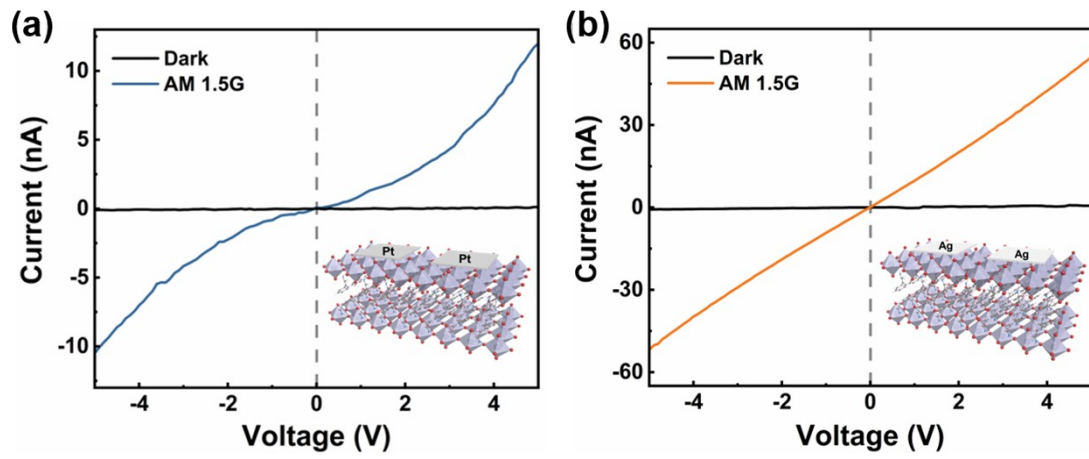 (a)
Dark
AM 1.5G
Current (nA)
10
5
0
-5
-10
Pt
Pt
-4
-2
0
2
4
Voltage (V)
(b)
Dark
AM 1.5G
Current (nA)
60
30
0
-30
-60
Ag
Ag
-4
-2
0
2
4
Voltage (V)